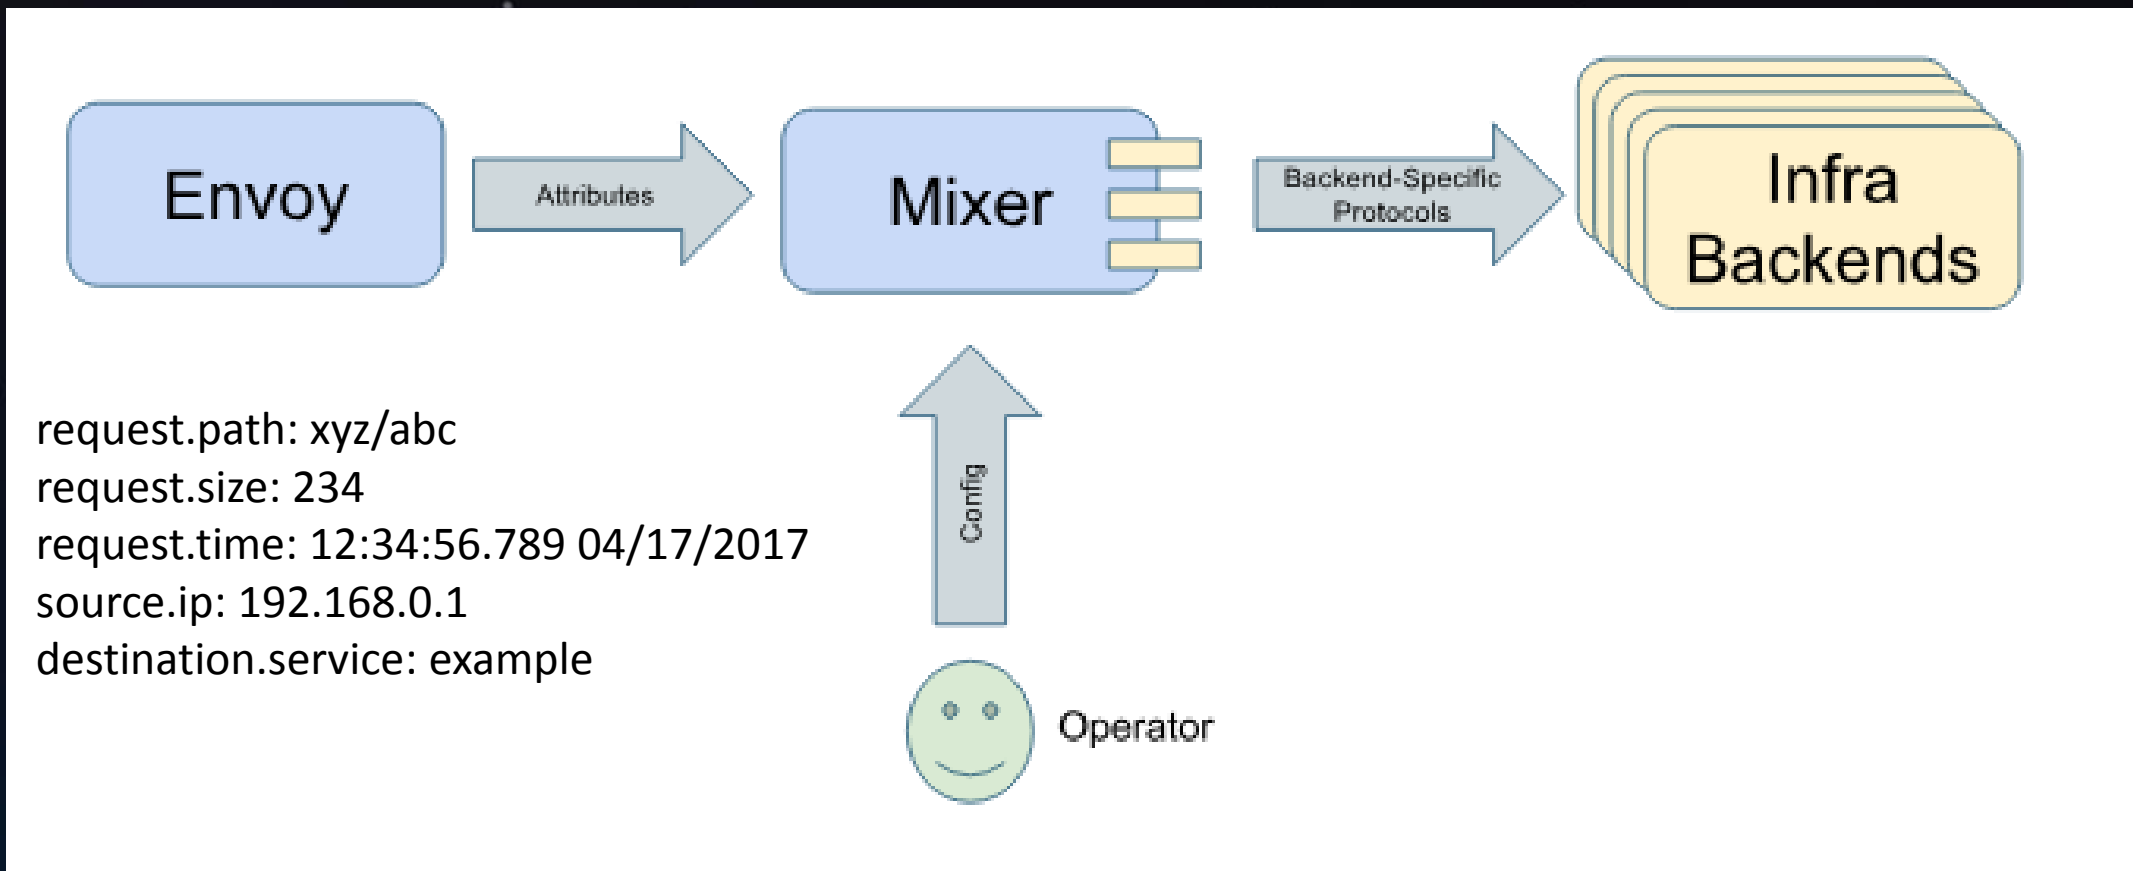 Envoy
Attributes
Mixer
Backend-Specific
Protocols
Infra
Backends
request.path: xyz/abc
request.size: 234
request.time: 12:34:56.789 04/17/2017
source.ip: 192.168.0.1
destination.service: example
Config
Operator